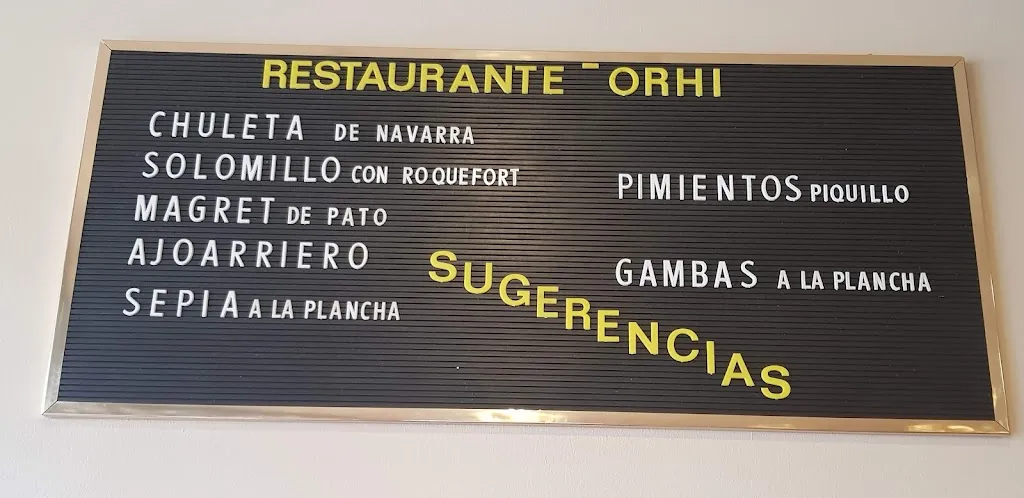 RESTAURANTE - ORHI
CHULETA DE NAVARRA
SOLOMILLO CON ROQUEFORT
MAGRET DE PATO
AJOARRIERO
SEPIA A LA PLANCHA
PIMIENTOS PIQUILLO
GAMBAS A LA PLANCHA
SUGERENCIAS